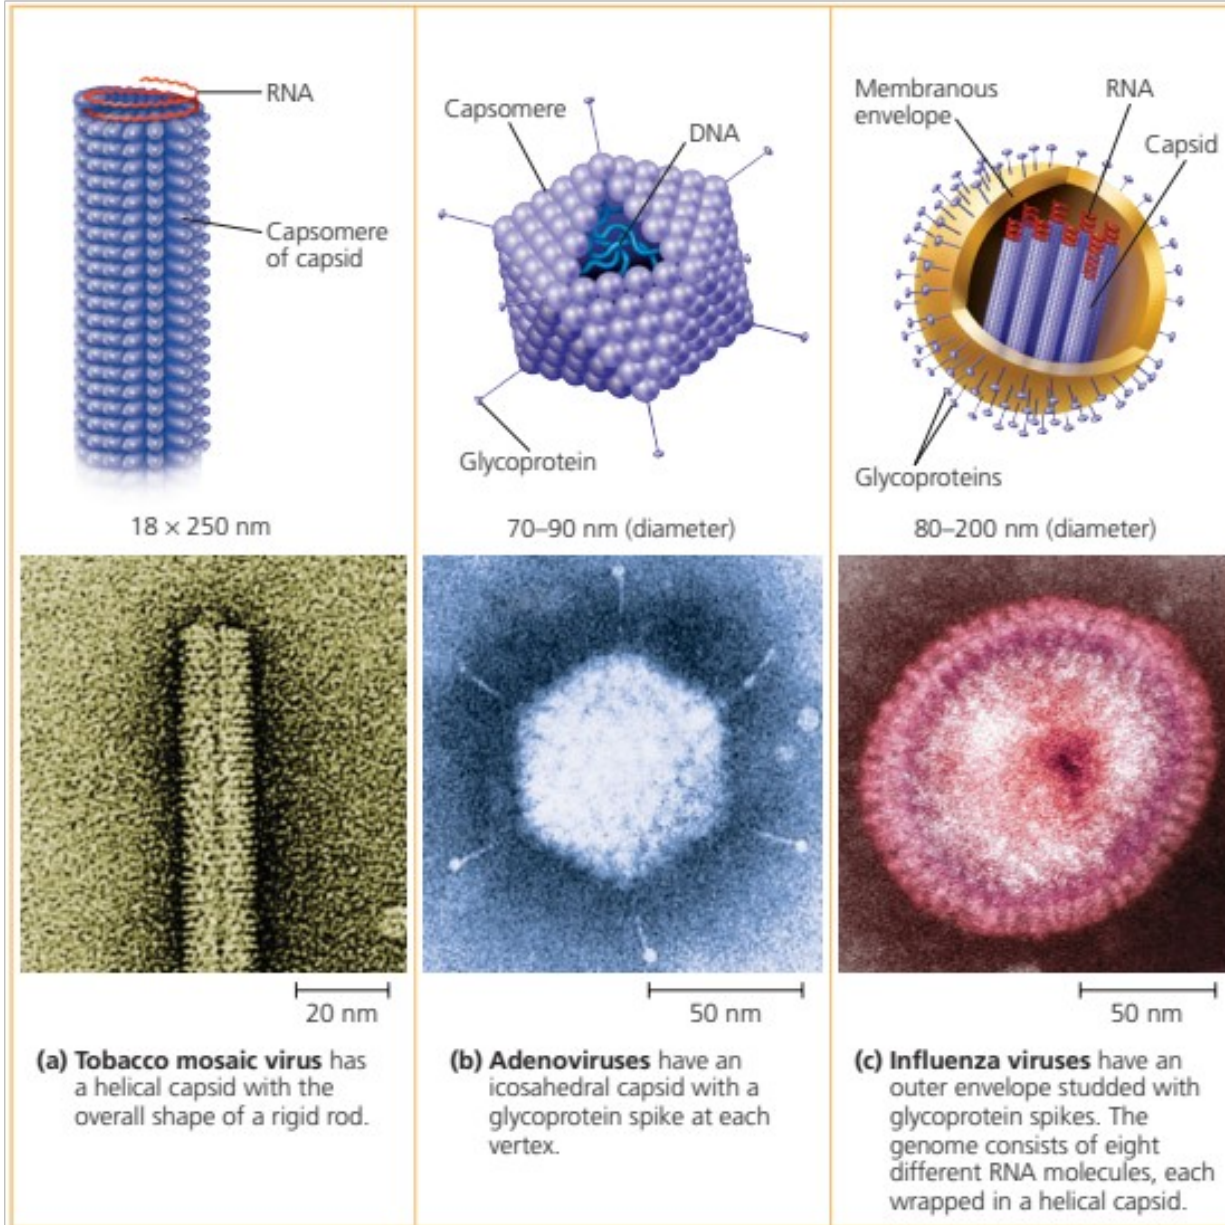 RNA
Capsomere
of capsid
18 × 250 nm
20 nm
(a) Tobacco mosaic virus has
a helical capsid with the
overall shape of a rigid rod.
Capsomere
DNA
Glycoprotein
70–90 nm (diameter)
50 nm
(b) Adenoviruses have an
icosahedral capsid with a
glycoprotein spike at each
vertex.
Membranous
envelope
RNA
Capsid
Glycoproteins
80–200 nm (diameter)
50 nm
(c) Influenza viruses have an
outer envelope studded with
glycoprotein spikes. The
genome consists of eight
different RNA molecules, each
wrapped in a helical capsid.